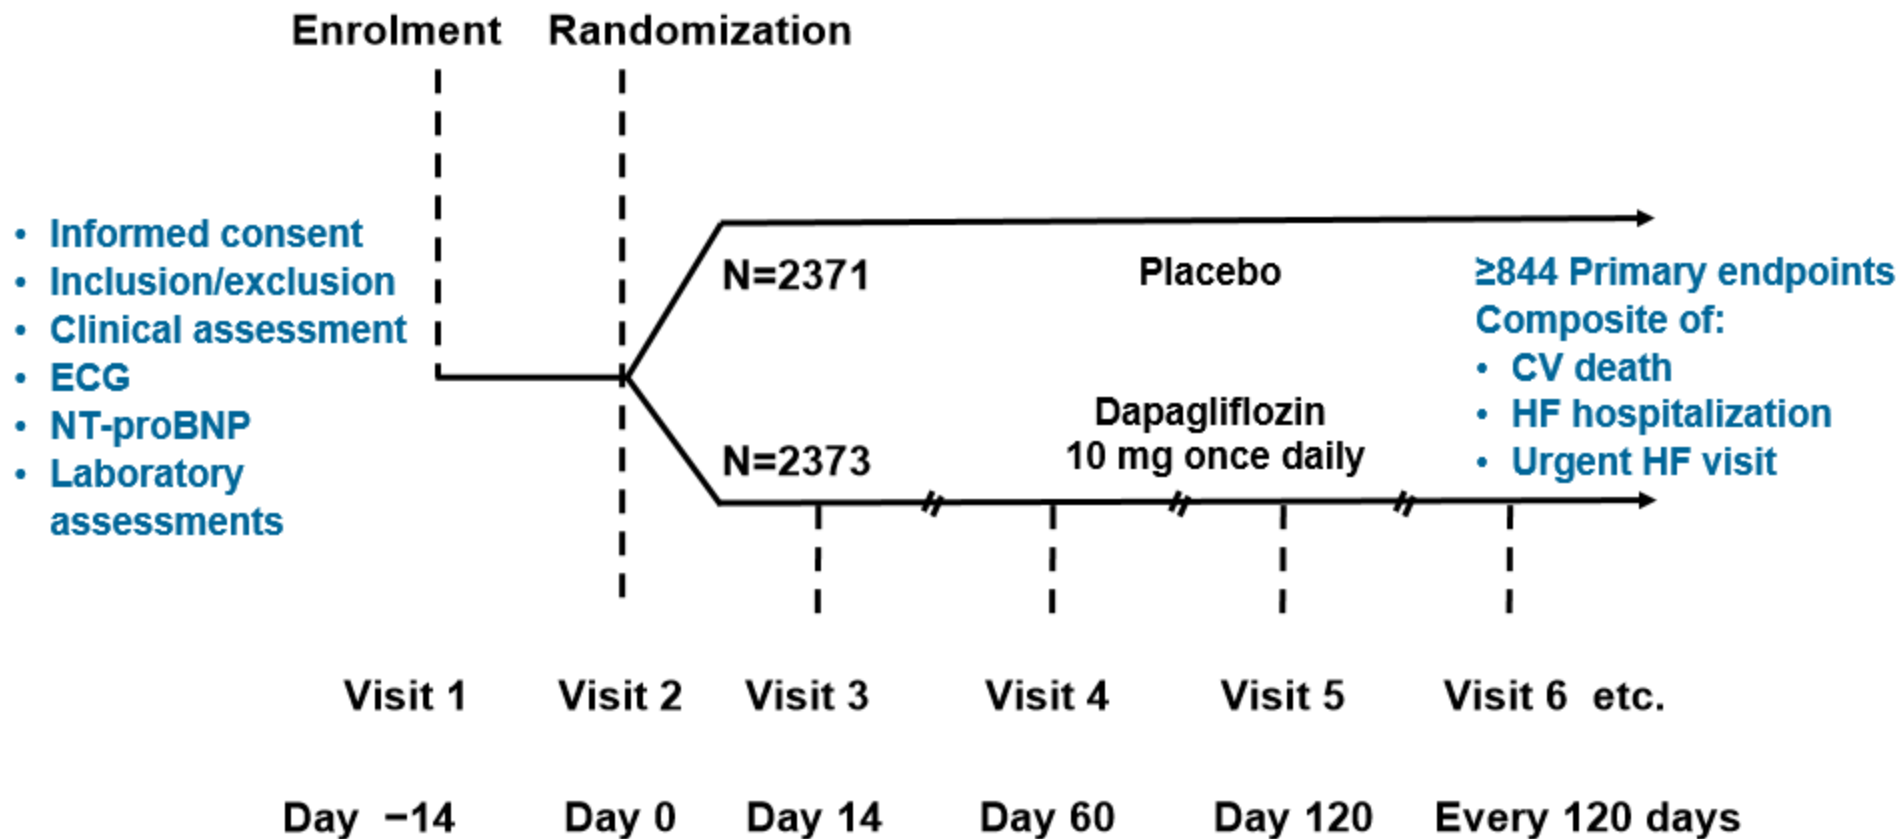 Enrolment Randomization
• Informed consent
• Inclusion/exclusion
• Clinical assessment
• ECG
• NT-proBNP
• Laboratory
assessments
N=2371
Placebo
N=2373
Dapagliflozin
10 mg once daily
≥844 Primary endpoints
Composite of:
• CV death
• HF hospitalization
• Urgent HF visit
Visit 1 Visit 2 Visit 3 Visit 4 Visit 5 Visit 6 etc.
Day −14 Day 0 Day 14 Day 60 Day 120 Every 120 days